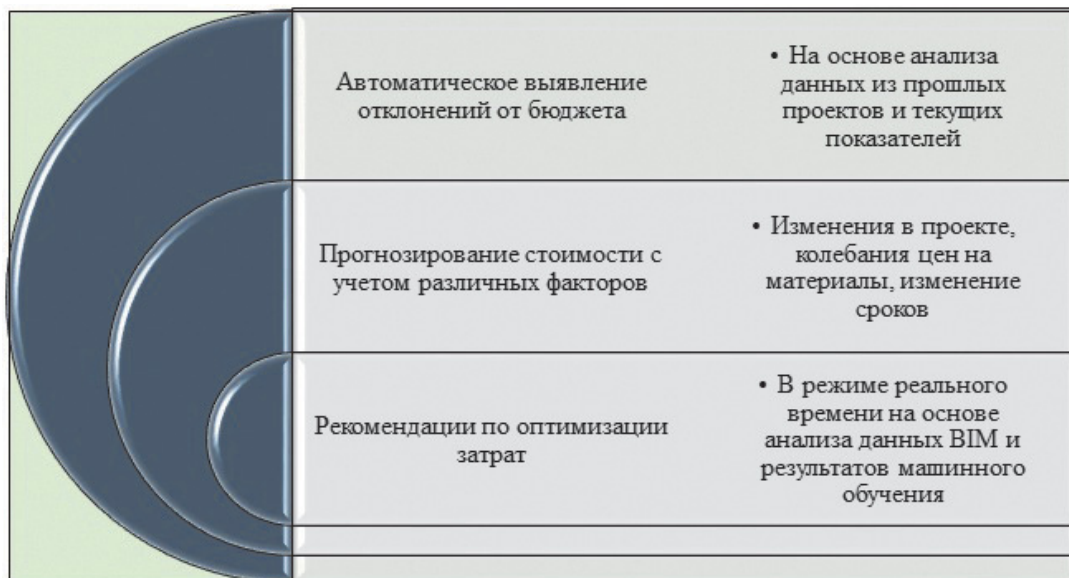 Автоматическое выявление
отклонений от бюджета
• На основе анализа
данных из прошлых
проектов и текущих
показателей
Прогнозирование стоимости с
учетом различных факторов
• Изменения в проекте,
колебания цен на
материалы, изменение
сроков
Рекомендации по оптимизации
затрат
• В режиме реального
времени на основе
анализа данных BIM и
результатов машинного
обучения